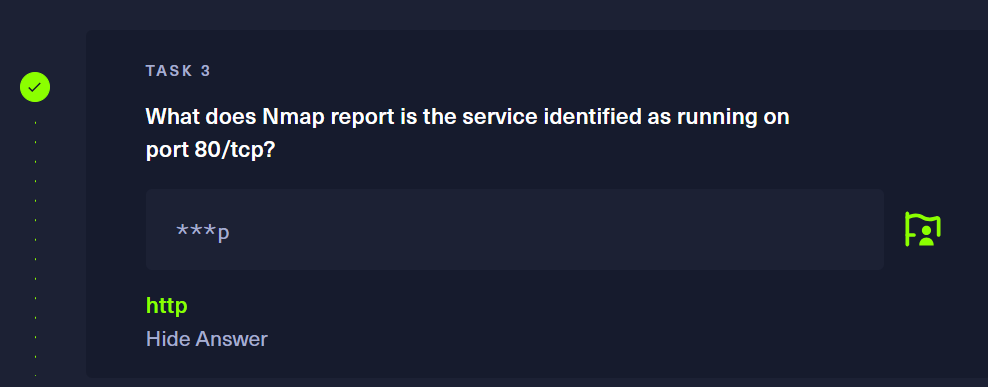 TASK 3
What does Nmap report is the service identified as running on
port 80/tcp?
***p
http
Hide Answer